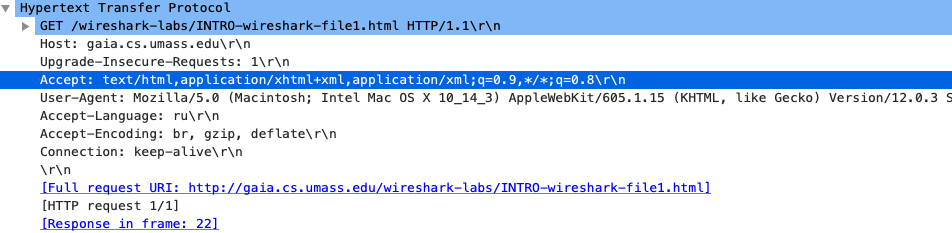 Hypertext Transfer Protocol
GET /wireshark-labs/INTRO-wireshark-file1.html HTTP/1.1\r\n
Host: gaia.cs.umass.edu\r\n
Upgrade-Insecure-Requests: 1\r\n
Accept: text/html,application/xhtml+xml,application/xml;q=0.9,*/*;q=0.8\r\n
User-Agent: Mozilla/5.0 (Macintosh; Intel Mac OS X 10_14_3) AppleWebKit/605.1.15 (KHTML, like Gecko) Version/12.0.3 S
Accept-Language: ru\r\n
Accept-Encoding: br, gzip, deflate\r\n
Connection: keep-alive\r\n
\r\n
[Full request URI: http://gaia.cs.umass.edu/wireshark-labs/INTRO-wireshark-file1.html]
[HTTP request 1/1]
[Response in frame: 22]